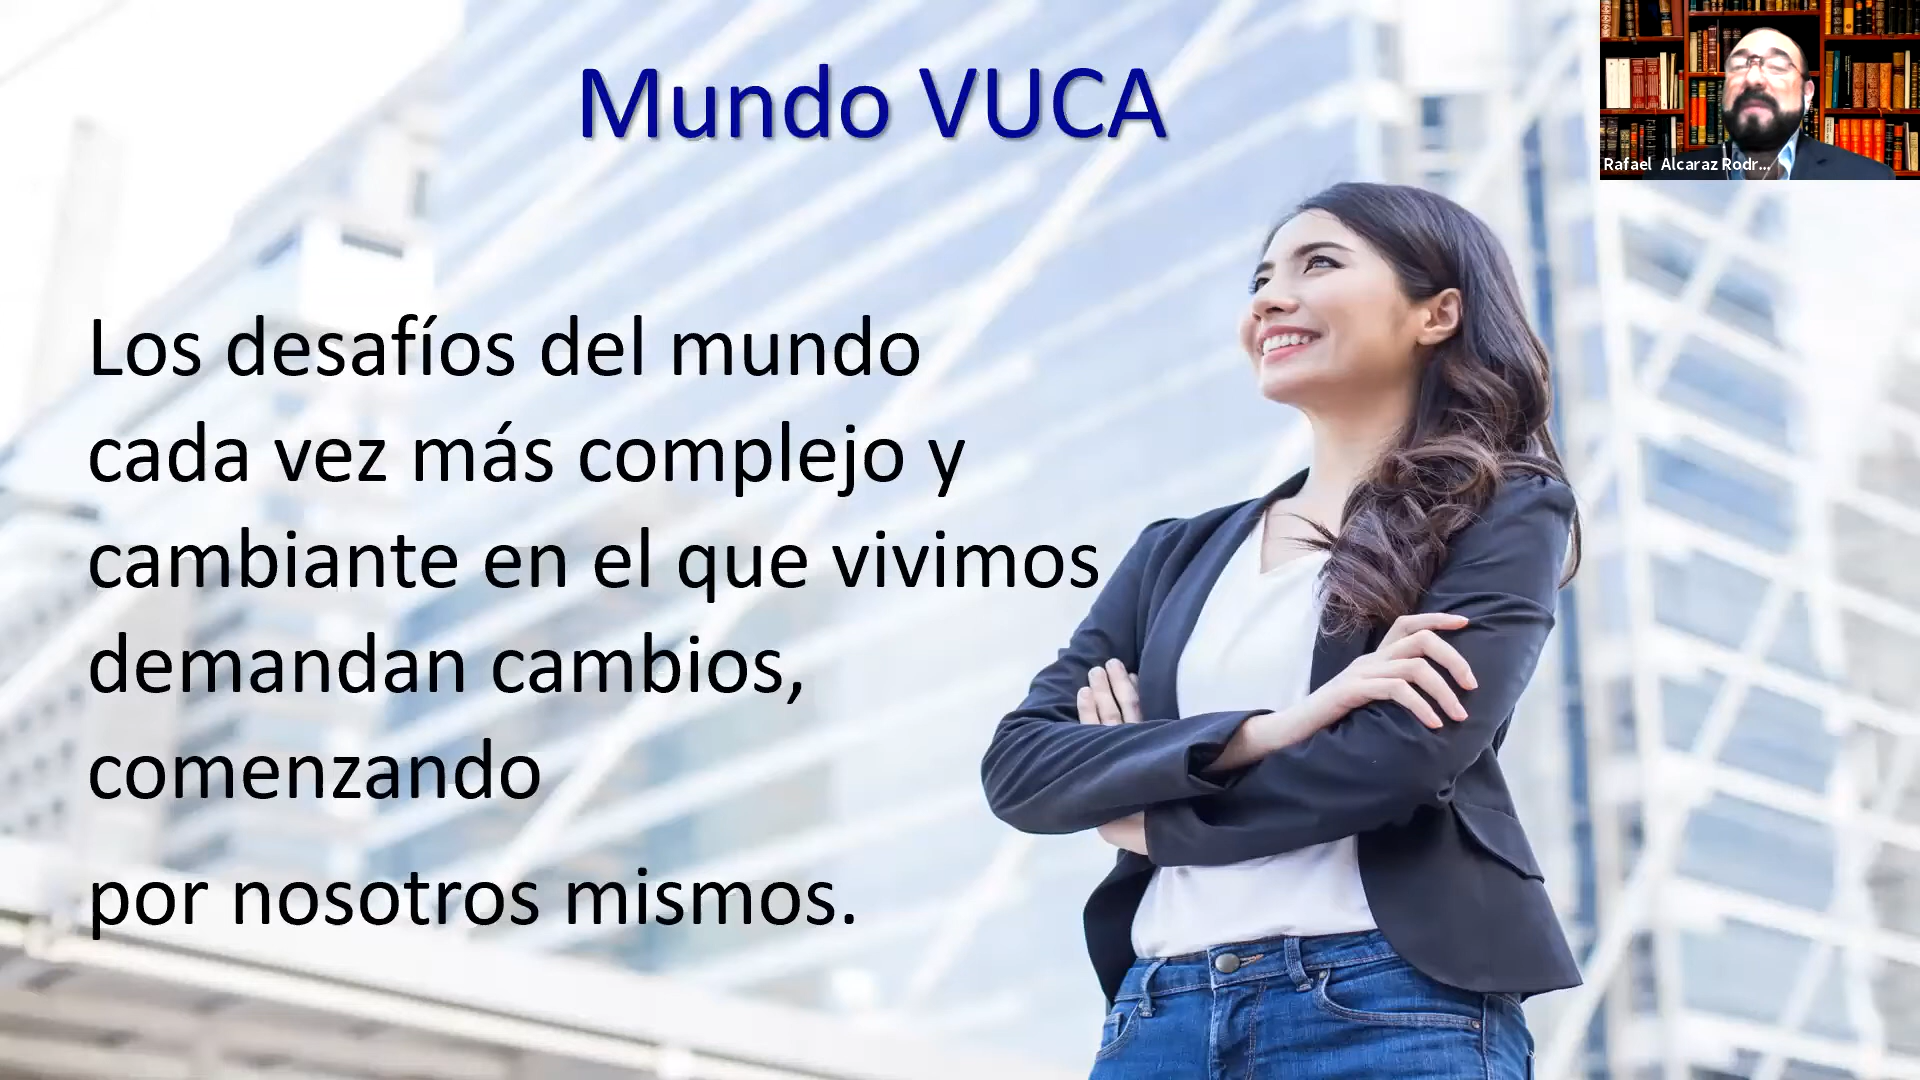 Mundo VUCA
Rafael Alcaraz Rodr...
Los desafíos del mundo
cada vez más complejo y
cambiante en el que vivimos
demandan cambios,
comenzando
por nosotros mismos.